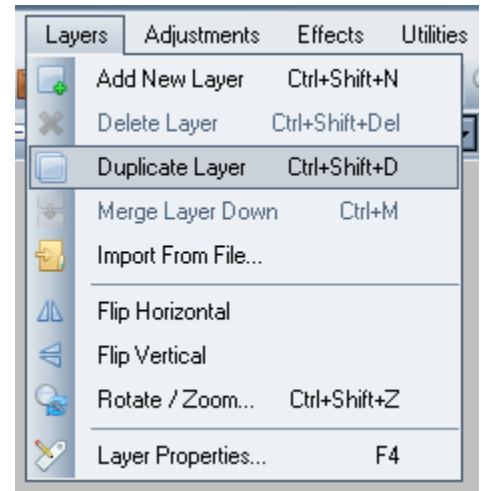 Layers Adjustments Effects Utilities
Add New Layer Ctrl+Shift+N
Delete Layer Ctrl+Shift+Del
Duplicate Layer Ctrl+Shift+D
Merge Layer Down Ctrl+M
Import From File...
Flip Horizontal
Flip Vertical
Rotate / Zoom... Ctrl+Shift+Z
Layer Properties... F4